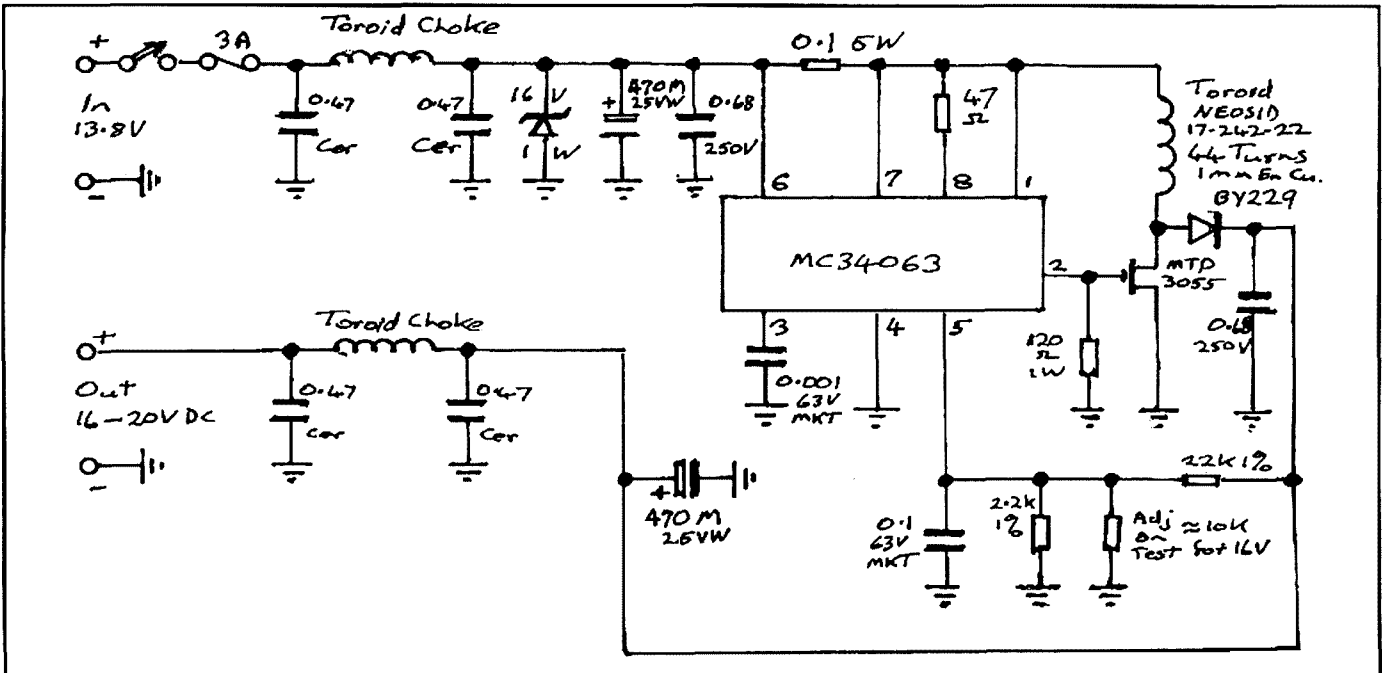 Toroid Choke
3A
+
In
13.8V
-
0.47
Cer
0.47
Cer
16 V
1 W
+
470M
25VW
0.68
250V
0.1 5W
47
Ω
Toroid
NEOSID
17-242-22
44 Turns
1mm En Cu.
BY229
6
7
8
1
MC34063
2
MTP
3055
3
4
5
0.001
63V
MKT
820
Ω
1W
0.68
250V
Toroid Choke
+
Out
16-20V DC
-
0.47
Cer
0.47
Cer
+
470M
25VW
0.1
63V
MKT
2.2k
1%
Adj ≈10K
on
Test for 16V
22K 1%